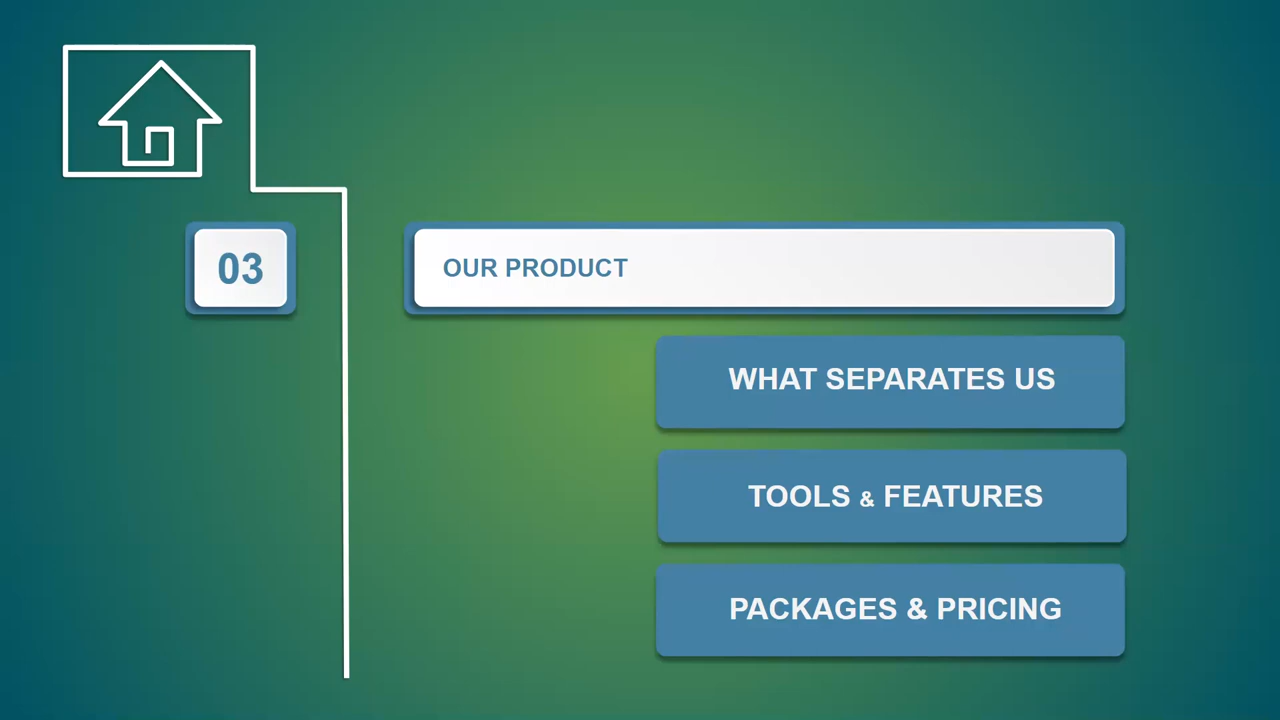 03
OUR PRODUCT
WHAT SEPARATES US
TOOLS & FEATURES
PACKAGES & PRICING